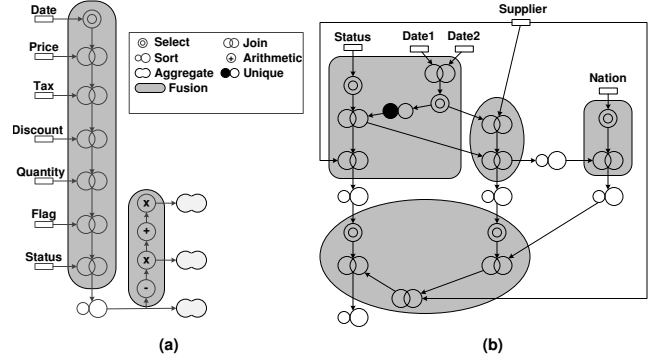 Date
Price
Tax
Discount
Quantity
Flag
Status
Select
Join
Sort
Arithmetic
Aggregate
Unique
Fusion
x
+
x
-
(a)
Supplier
Status
Date1
Date2
Nation
(b)